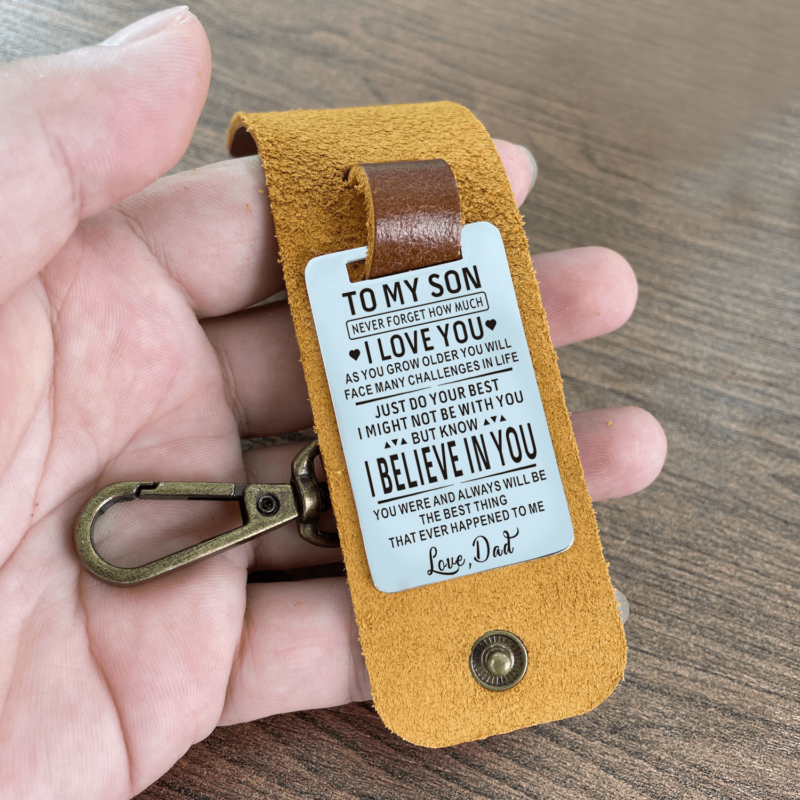 TO MY SON
NEVER FORGET HOW MUCH
I LOVE YOU
AS YOU GROW OLDER YOU WILL
FACE MANY CHALLENGES IN LIFE
JUST DO YOUR BEST
I MIGHT NOT BE WITH YOU
BUT KNOW
I BELIEVE IN YOU
YOU WERE AND ALWAYS WILL BE
THE BEST THING
THAT EVER HAPPENED TO ME
Love, Dad